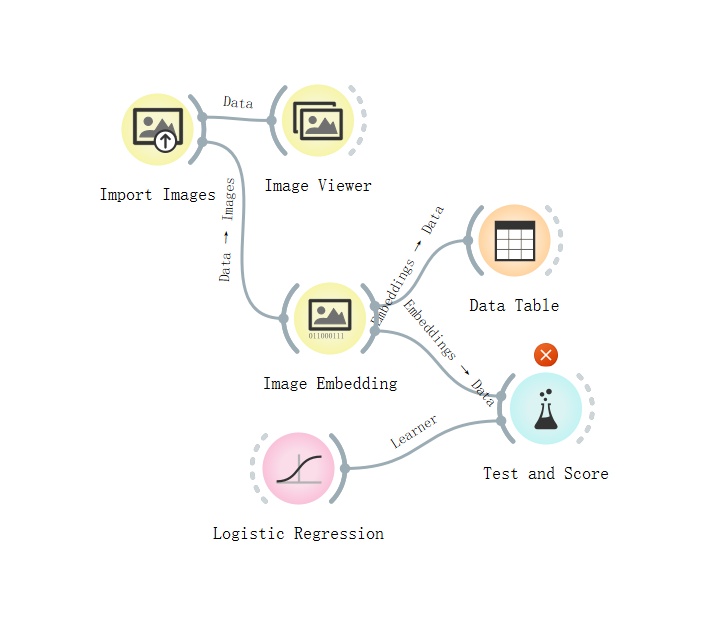 Data
Import Images
Image Viewer
Data → Images
Embeddings → Data
Data Table
011000111
Image Embedding
Embeddings → Data
Test and Score
Learner
Logistic Regression